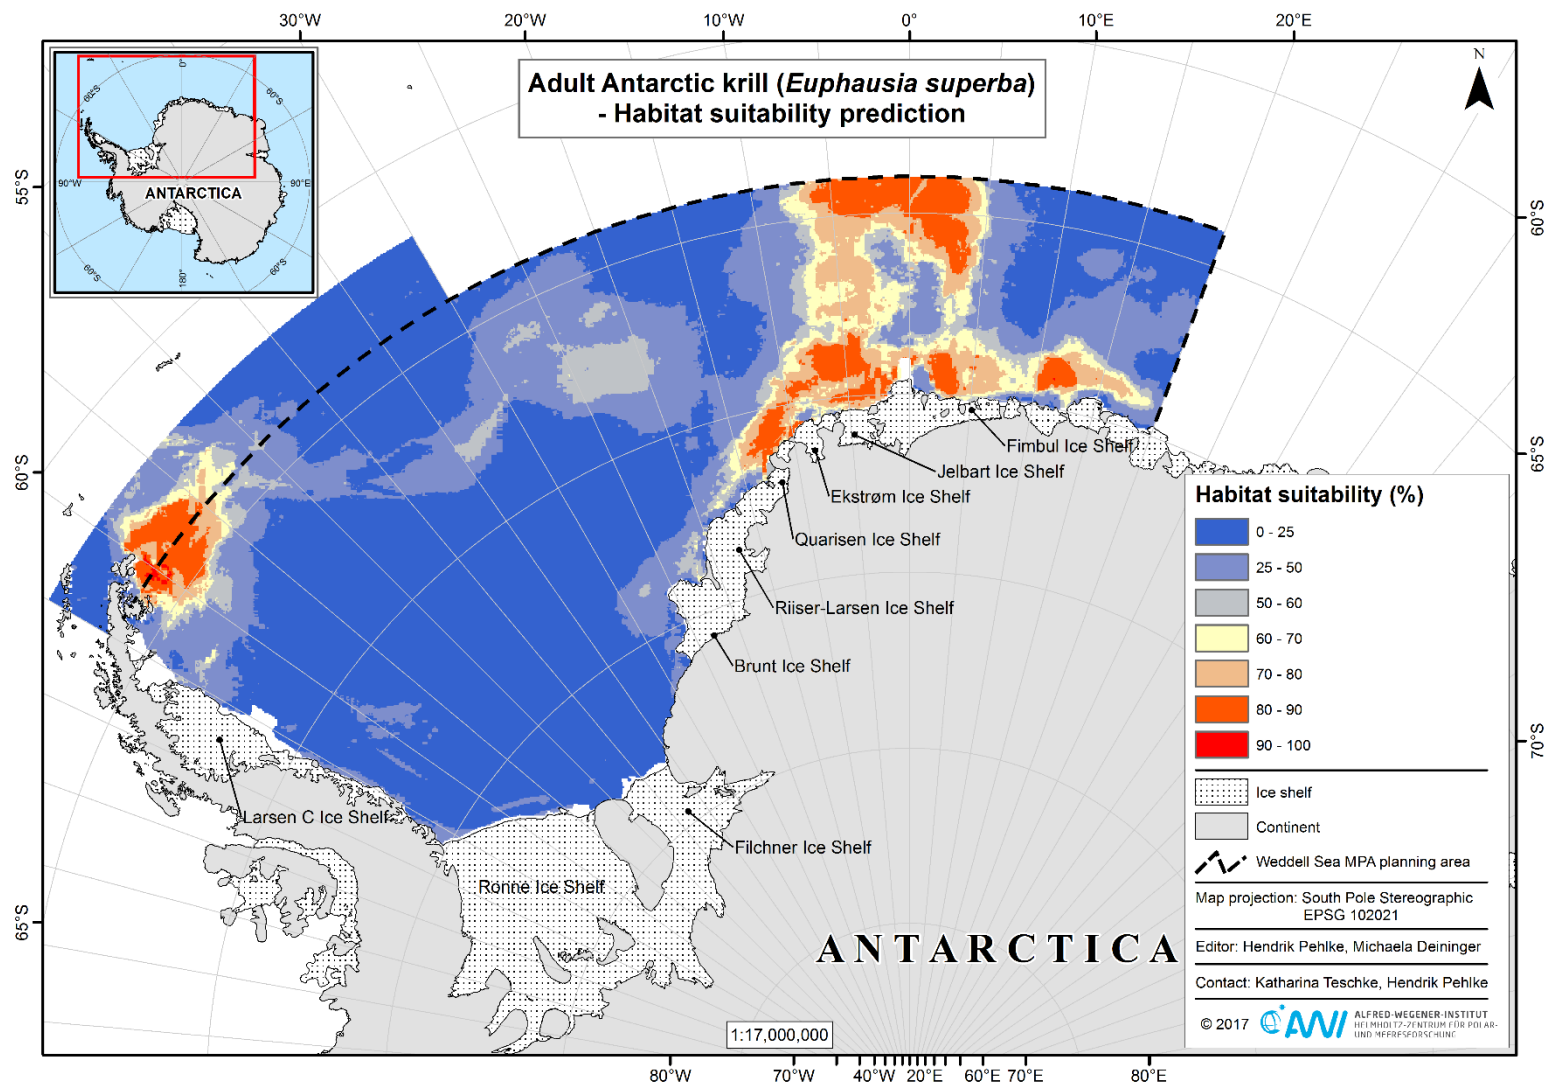 30°W
20°W
10°W
0°
10°E
20°E
N
Adult Antarctic krill (Euphausia superba)
- Habitat suitability prediction
0°
60°S
60°S
90°W
90°E
ANTARCTICA
60°S
60°S
180°
55°S
60°S
65°S
60°S
65°S
70°S
Fimbul Ice Shelf
Jelbart Ice Shelf
Ekstrøm Ice Shelf
Quarisen Ice Shelf
Riiser-Larsen Ice Shelf
Brunt Ice Shelf
Larsen C Ice Shelf
Filchner Ice Shelf
Ronne Ice Shelf
ANTARCTICA
1:17,000,000
Habitat suitability (%)
0 - 25
25 - 50
50 - 60
60 - 70
70 - 80
80 - 90
90 - 100
Ice shelf
Continent
Weddell Sea MPA planning area
Map projection: South Pole Stereographic
EPSG 102021
Editor: Hendrik Pehlke, Michaela Deininger
Contact: Katharina Teschke, Hendrik Pehlke
© 2017
AWI
ALFRED-WEGENER-INSTITUT
HELMHOLTZ-ZENTRUM FÜR POLAR-
UND MEERESFORSCHUNG
80°W
70°W
40°W
20°E
60°E
70°E
80°E